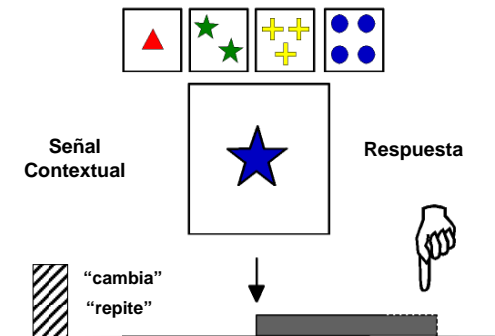 Señal
Contextual
Respuesta
“cambia”
“repite”